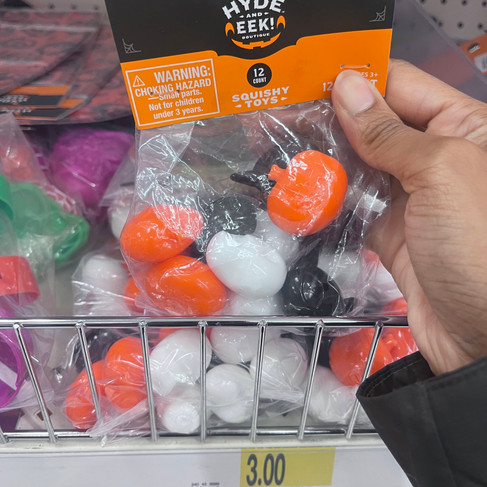 HYDE
AND
EEK!
BOUTIQUE
WARNING:
CHOKING HAZARD
Small parts.
Not for children
under 3 years.
12
COUNT
SQUISHY
TOYS
3.00